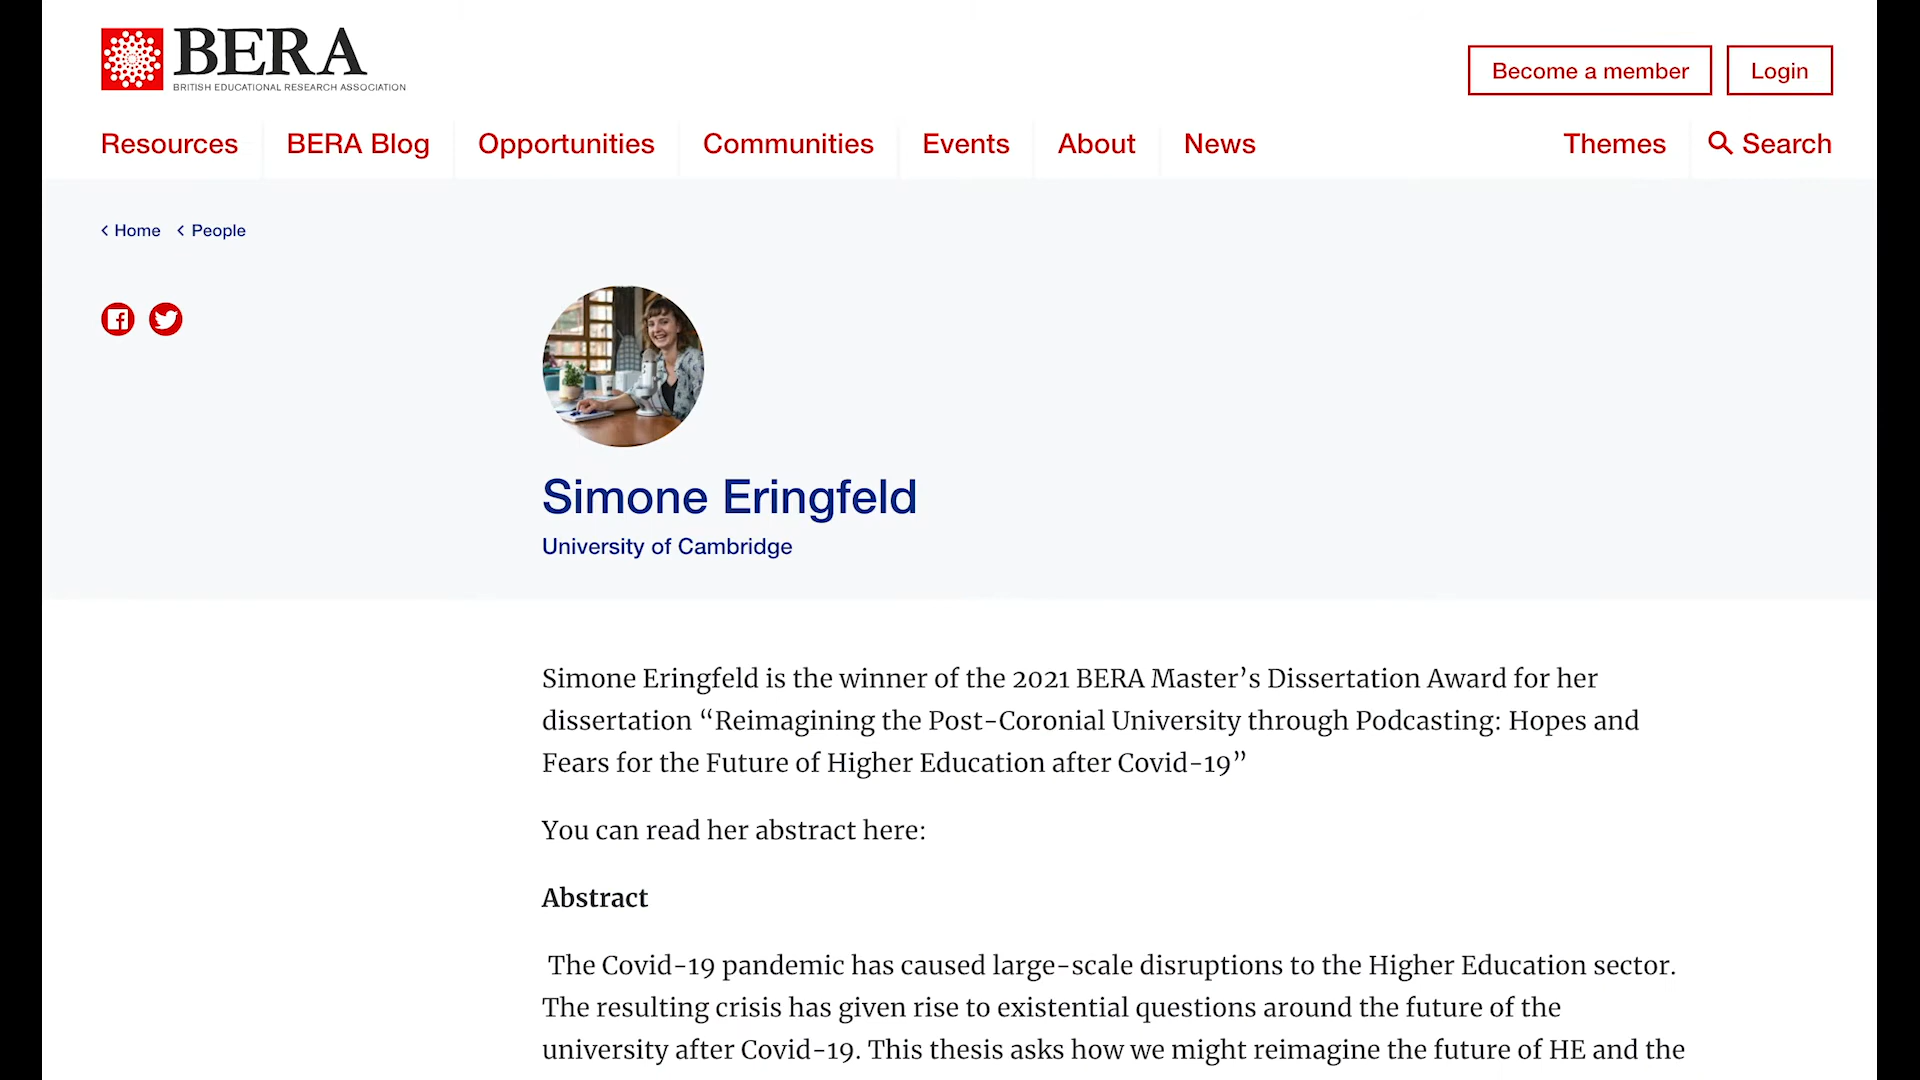 BERA
BRITISH EDUCATIONAL RESEARCH ASSOCIATION
Become a member
Login
Resources
BERA Blog
Opportunities
Communities
Events
About
News
Themes
Search
Home
People
Simone Eringfeld
University of Cambridge
Simone Eringfeld is the winner of the 2021 BERA Master’s Dissertation Award for her
dissertation “Reimagining the Post-Coronial University through Podcasting: Hopes and
Fears for the Future of Higher Education after Covid-19”
You can read her abstract here:
Abstract
The Covid-19 pandemic has caused large-scale disruptions to the Higher Education sector.
The resulting crisis has given rise to existential questions around the future of the
university after Covid-19. This thesis asks how we might reimagine the future of HE and the